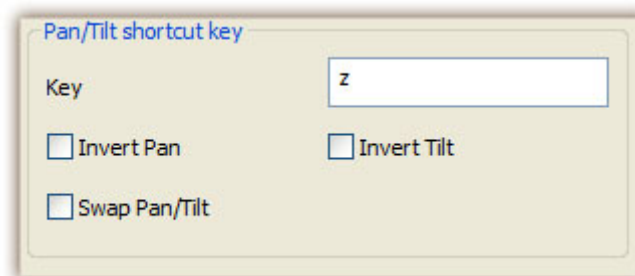 Pan/Tilt shortcut key
Key z
Invert Pan Invert Tilt
Swap Pan/Tilt